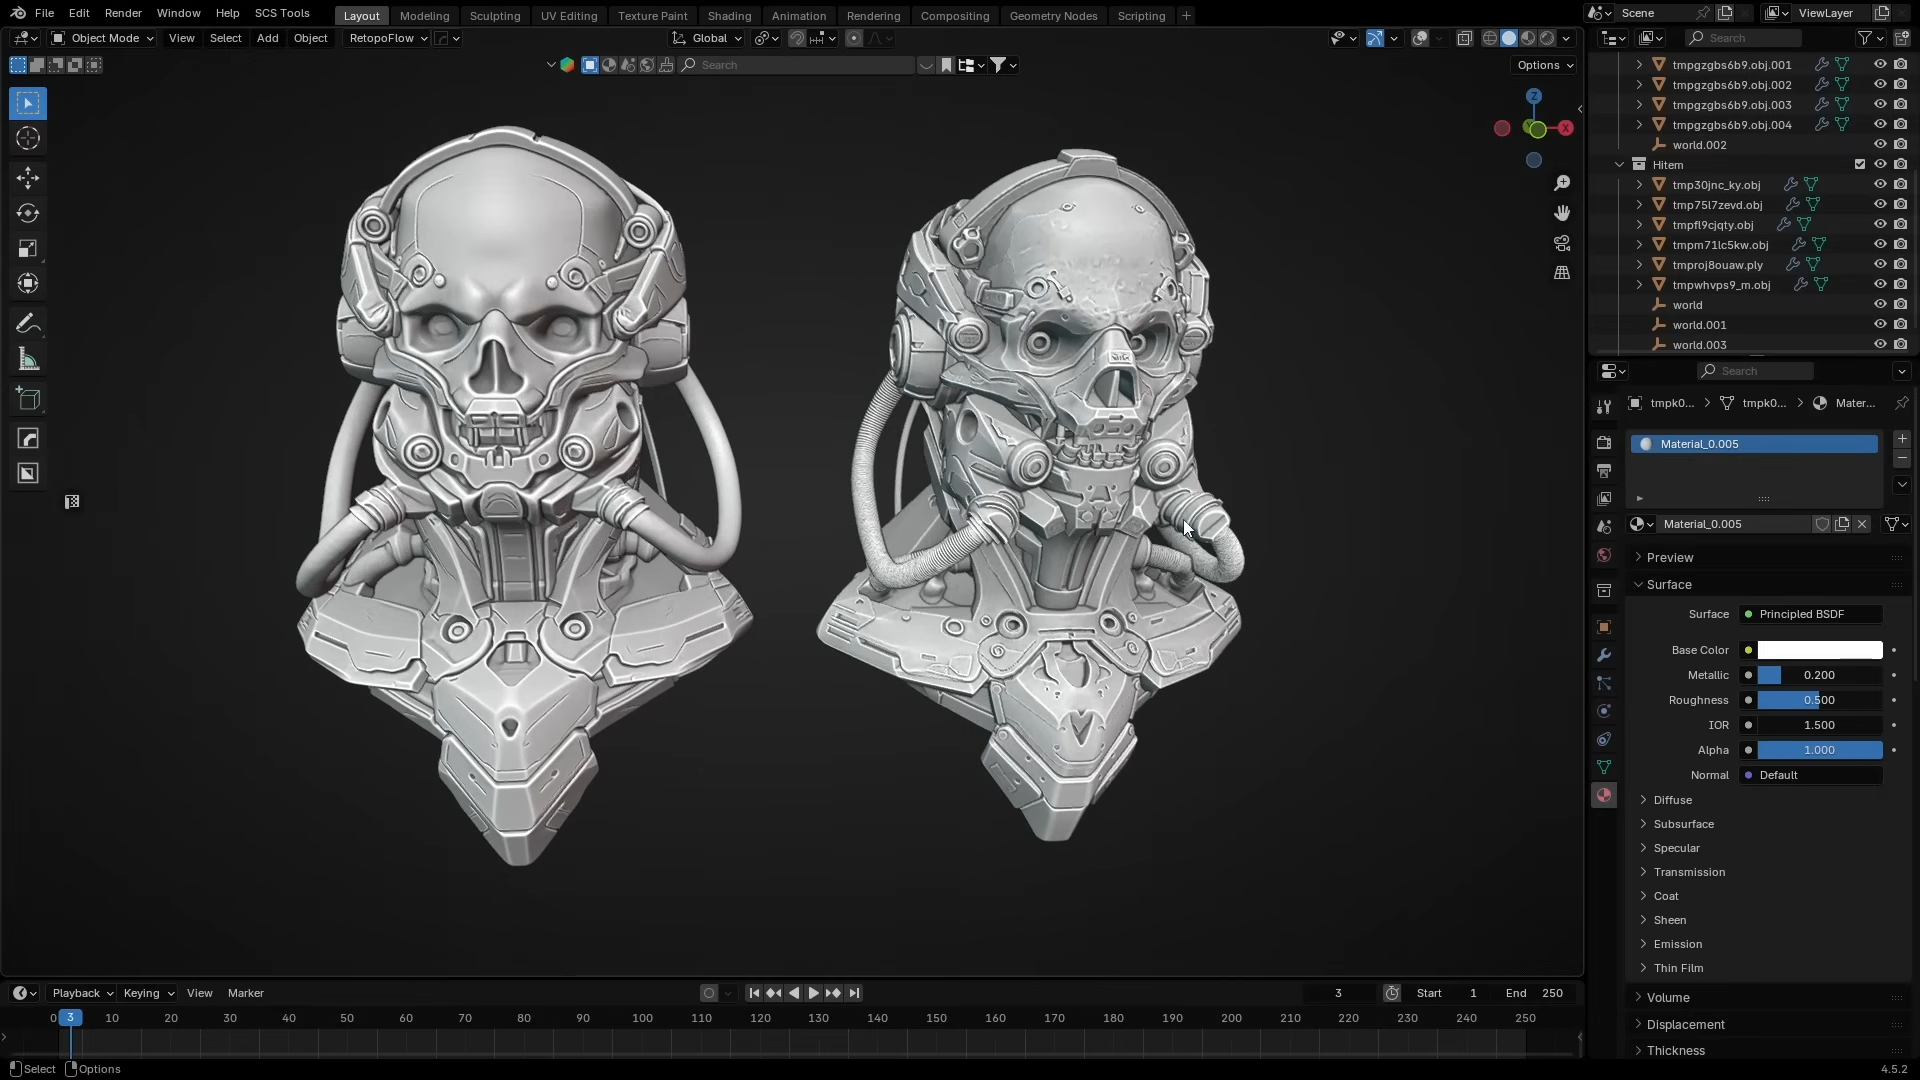 File Edit Render Window Help SCS Tools Layout Modeling Sculpting UV Editing Texture Paint Shading Animation Rendering Compositing Geometry Nodes Scripting + Scene ViewLayer
Object Mode View Select Add Object RetopoFlow Global Search
Search Options
tmpgzgbs6b9.obj.001
tmpgzgbs6b9.obj.002
tmpgzgbs6b9.obj.003
tmpgzgbs6b9.obj.004
world.002
Hitem
tmp30jnc_ky.obj
tmp75l7zevd.obj
tmpfl9cjqty.obj
tmpm71lc5kw.obj
tmproj8ouaw.ply
tmpwhvps9_m.obj
world
world.001
world.003
Z
X
Search
tmpk0... tmpk0... Mater...
Material_0.005
Material_0.005
Preview
Surface
Surface Principled BSDF
Base Color
Metallic 0.200
Roughness 0.500
IOR 1.500
Alpha 1.000
Normal Default
Diffuse
Subsurface
Specular
Transmission
Coat
Sheen
Emission
Thin Film
Volume
Displacement
Thickness
Playback Keying View Marker 3 Start 1 End 250
0 3 10 20 30 40 50 60 70 80 90 100 110 120 130 140 150 160 170 180 190 200 210 220 230 240 250
Select Options 4.5.2